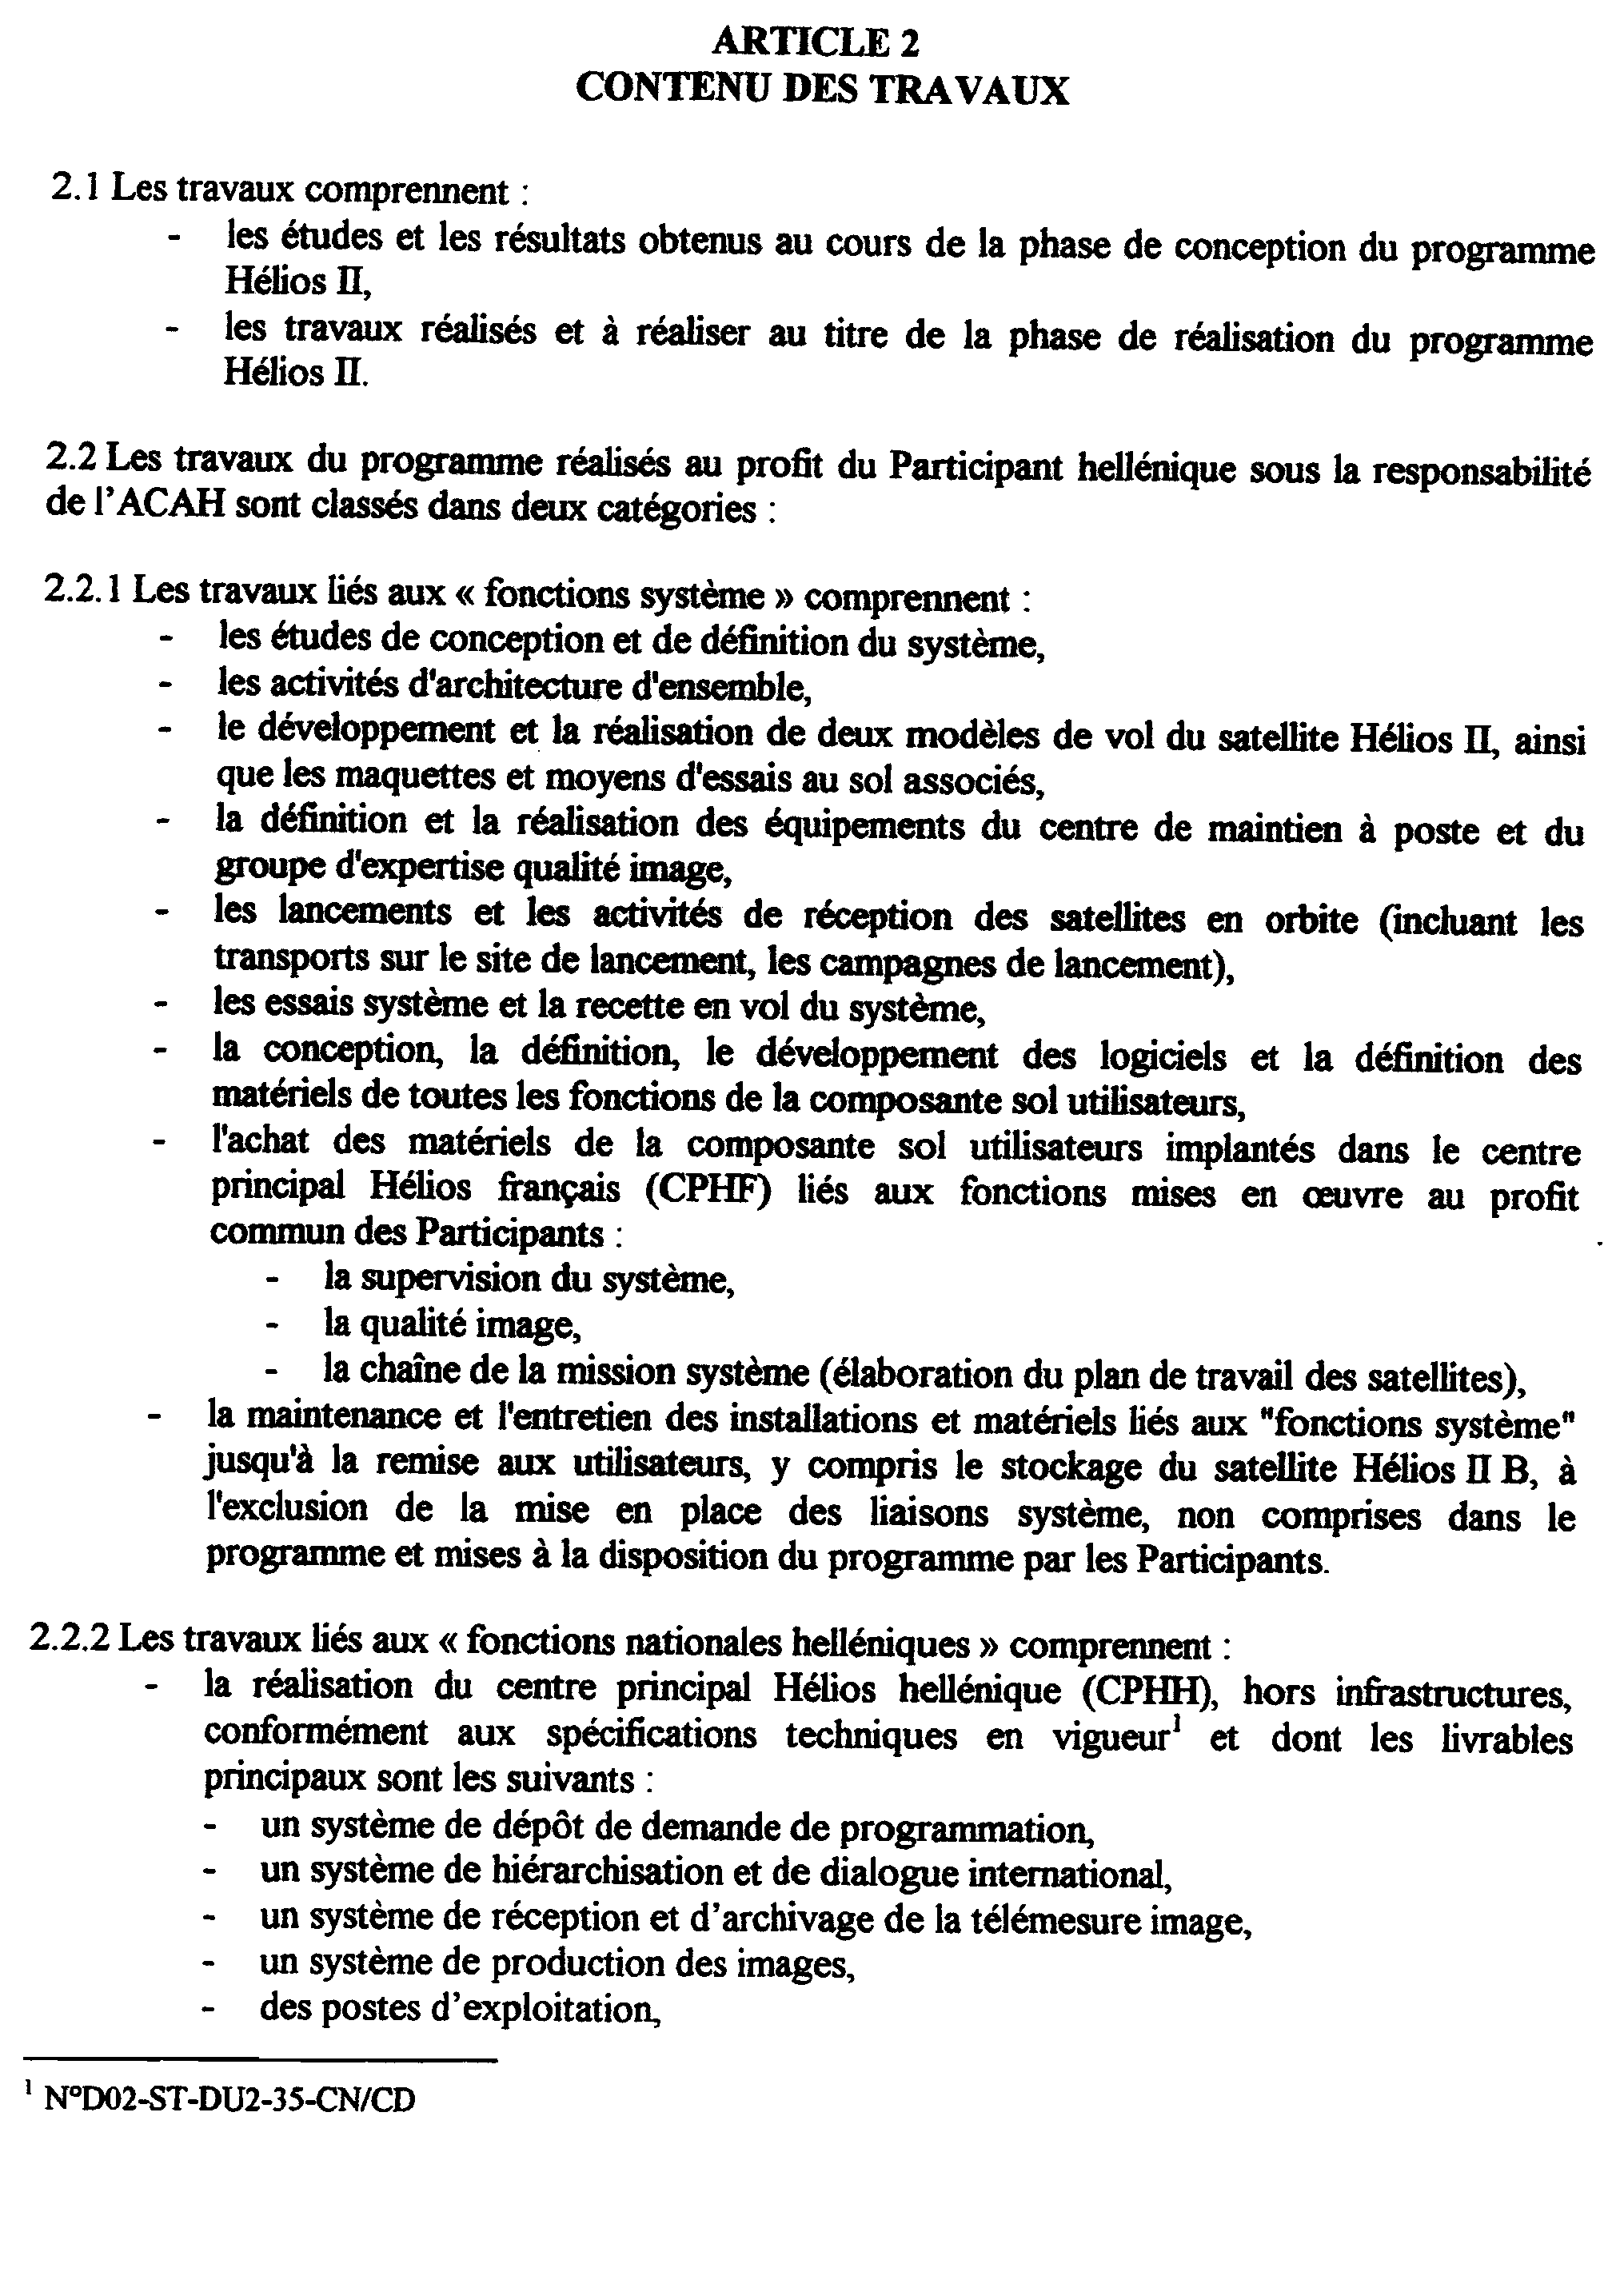 ARTICLE 2
CONTENU DES TRAVAUX
2.1 Les travaux comprennent :
- les études et les résultats obtenus au cours de la phase de conception du programme
Hélios II,
- les travaux réalisés et à réaliser au titre de la phase de réalisation du programme
Hélios II.
2.2 Les travaux du programme réalisés au profit du Participant hellénique sous la responsabilité
de l'ACAH sont classés dans deux catégories :
2.2.1 Les travaux liés aux « fonctions système » comprennent :
- les études de conception et de définition du système,
- les activités d'architecture d'ensemble,
- le développement et la réalisation de deux modèles de vol du satellite Hélios II, ainsi
que les maquettes et moyens d'essais au sol associés,
- la définition et la réalisation des équipements du centre de maintien à poste et du
groupe d'expertise qualité image,
- les lancements et les activités de réception des satellites en orbite (incluant les
transports sur le site de lancement, les campagnes de lancement),
- les essais système et la recette en vol du système,
- la conception, la définition, le développement des logiciels et la définition des
matériels de toutes les fonctions de la composante sol utilisateurs,
- l'achat des matériels de la composante sol utilisateurs implantés dans le centre
principal Hélios français (CPHF) liés aux fonctions mises en œuvre au profit
commun des Participants :
- la supervision du système,
- la qualité image,
- la chaîne de la mission système (élaboration du plan de travail des satellites),
- la maintenance et l'entretien des installations et matériels liés aux "fonctions système"
jusqu'à la remise aux utilisateurs, y compris le stockage du satellite Hélios II B, à
l'exclusion de la mise en place des liaisons système, non comprises dans le
programme et mises à la disposition du programme par les Participants.
2.2.2 Les travaux liés aux « fonctions nationales helléniques » comprennent :
- la réalisation du centre principal Hélios hellénique (CPHH), hors infrastructures,
conformément aux spécifications techniques en vigueur¹ et dont les livrables
principaux sont les suivants :
- un système de dépôt de demande de programmation,
- un système de hiérarchisation et de dialogue international,
- un système de réception et d'archivage de la télémesure image,
- un système de production des images,
- des postes d'exploitation,
¹ N°D02-ST-DU2-35-CN/CD